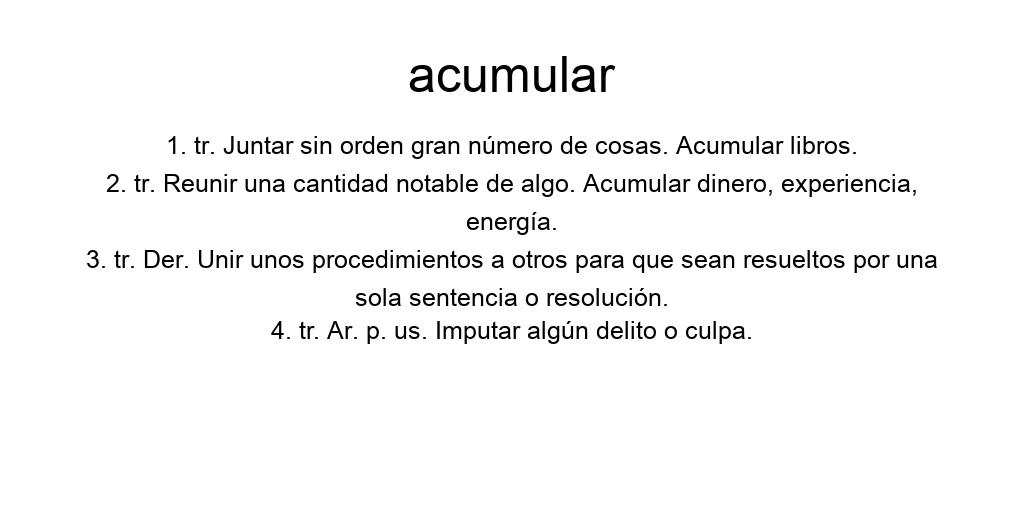 acumular
1. tr. Juntar sin orden gran número de cosas. Acumular libros.
2. tr. Reunir una cantidad notable de algo. Acumular dinero, experiencia,
energía.
3. tr. Der. Unir unos procedimientos a otros para que sean resueltos por una
sola sentencia o resolución.
4. tr. Ar. p. us. Imputar algún delito o culpa.